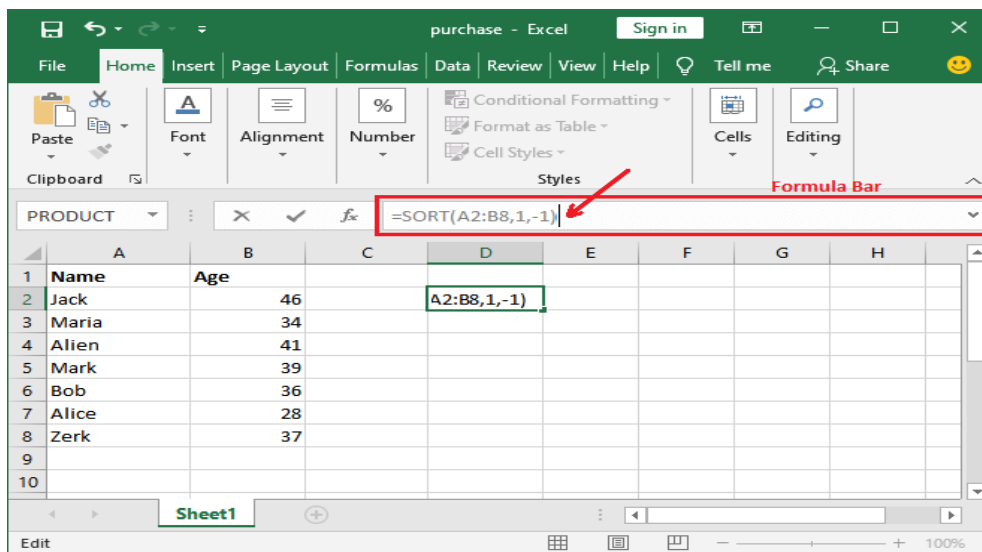 purchase - Excel Sign in
File Home Insert Page Layout Formulas Data Review View Help Tell me Share
Paste Font Alignment Number Conditional Formatting Format as Table Cell Styles Cells Editing
Clipboard Styles
Formula Bar
PRODUCT fx =SORT(A2:B8,1,-1)
A B C D E F G H
1 Name Age
2 Jack 46 A2:B8,1,-1)
3 Maria 34
4 Alien 41
5 Mark 39
6 Bob 36
7 Alice 28
8 Zerk 37
9
10
Sheet1
Edit 100%